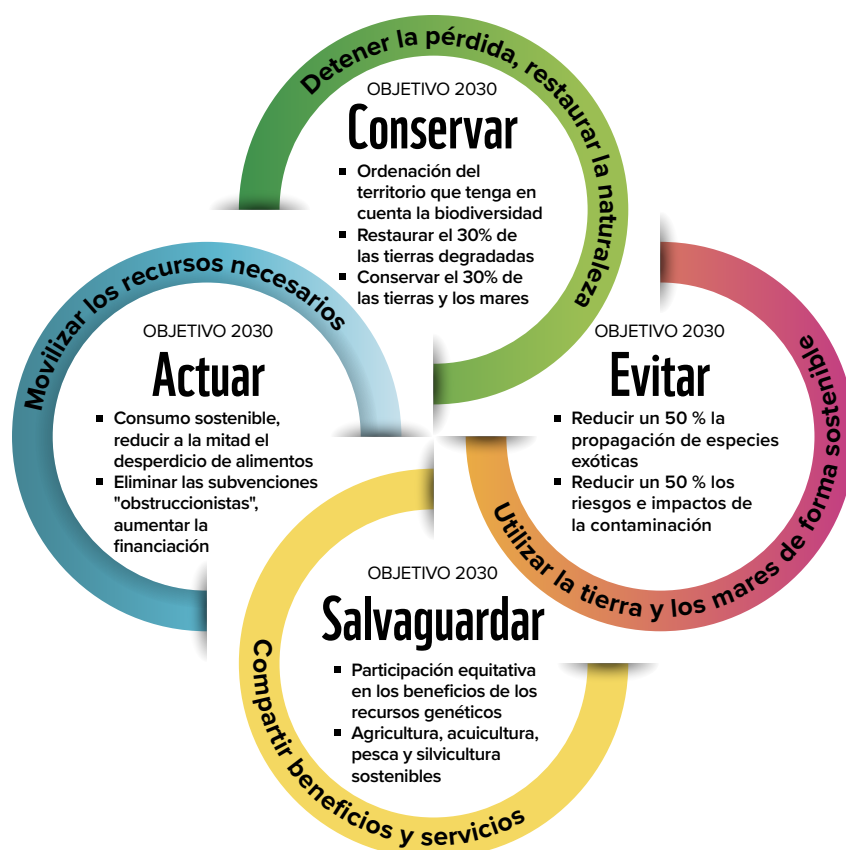 Detener la pérdida, restaurar la naturaleza
OBJETIVO 2030
Conservar
▪ Ordenación del
territorio que tenga en
cuenta la biodiversidad
▪ Restaurar el 30% de
las tierras degradadas
▪ Conservar el 30% de
las tierras y los mares
Movilizar los recursos necesarios
OBJETIVO 2030
Actuar
▪ Consumo sostenible,
reducir a la mitad el
desperdicio de alimentos
▪ Eliminar las subvenciones
"obstruccionistas",
aumentar la
financiación
OBJETIVO 2030
Evitar
▪ Reducir un 50 % la
propagación de especies
exóticas
▪ Reducir un 50 % los
riesgos e impactos de
la contaminación
Utilizar la tierra y los mares de forma sostenible
OBJETIVO 2030
Salvaguardar
▪ Participación equitativa
en los beneficios de los
recursos genéticos
▪ Agricultura, acuicultura,
pesca y silvicultura
sostenibles
Compartir beneficios y servicios